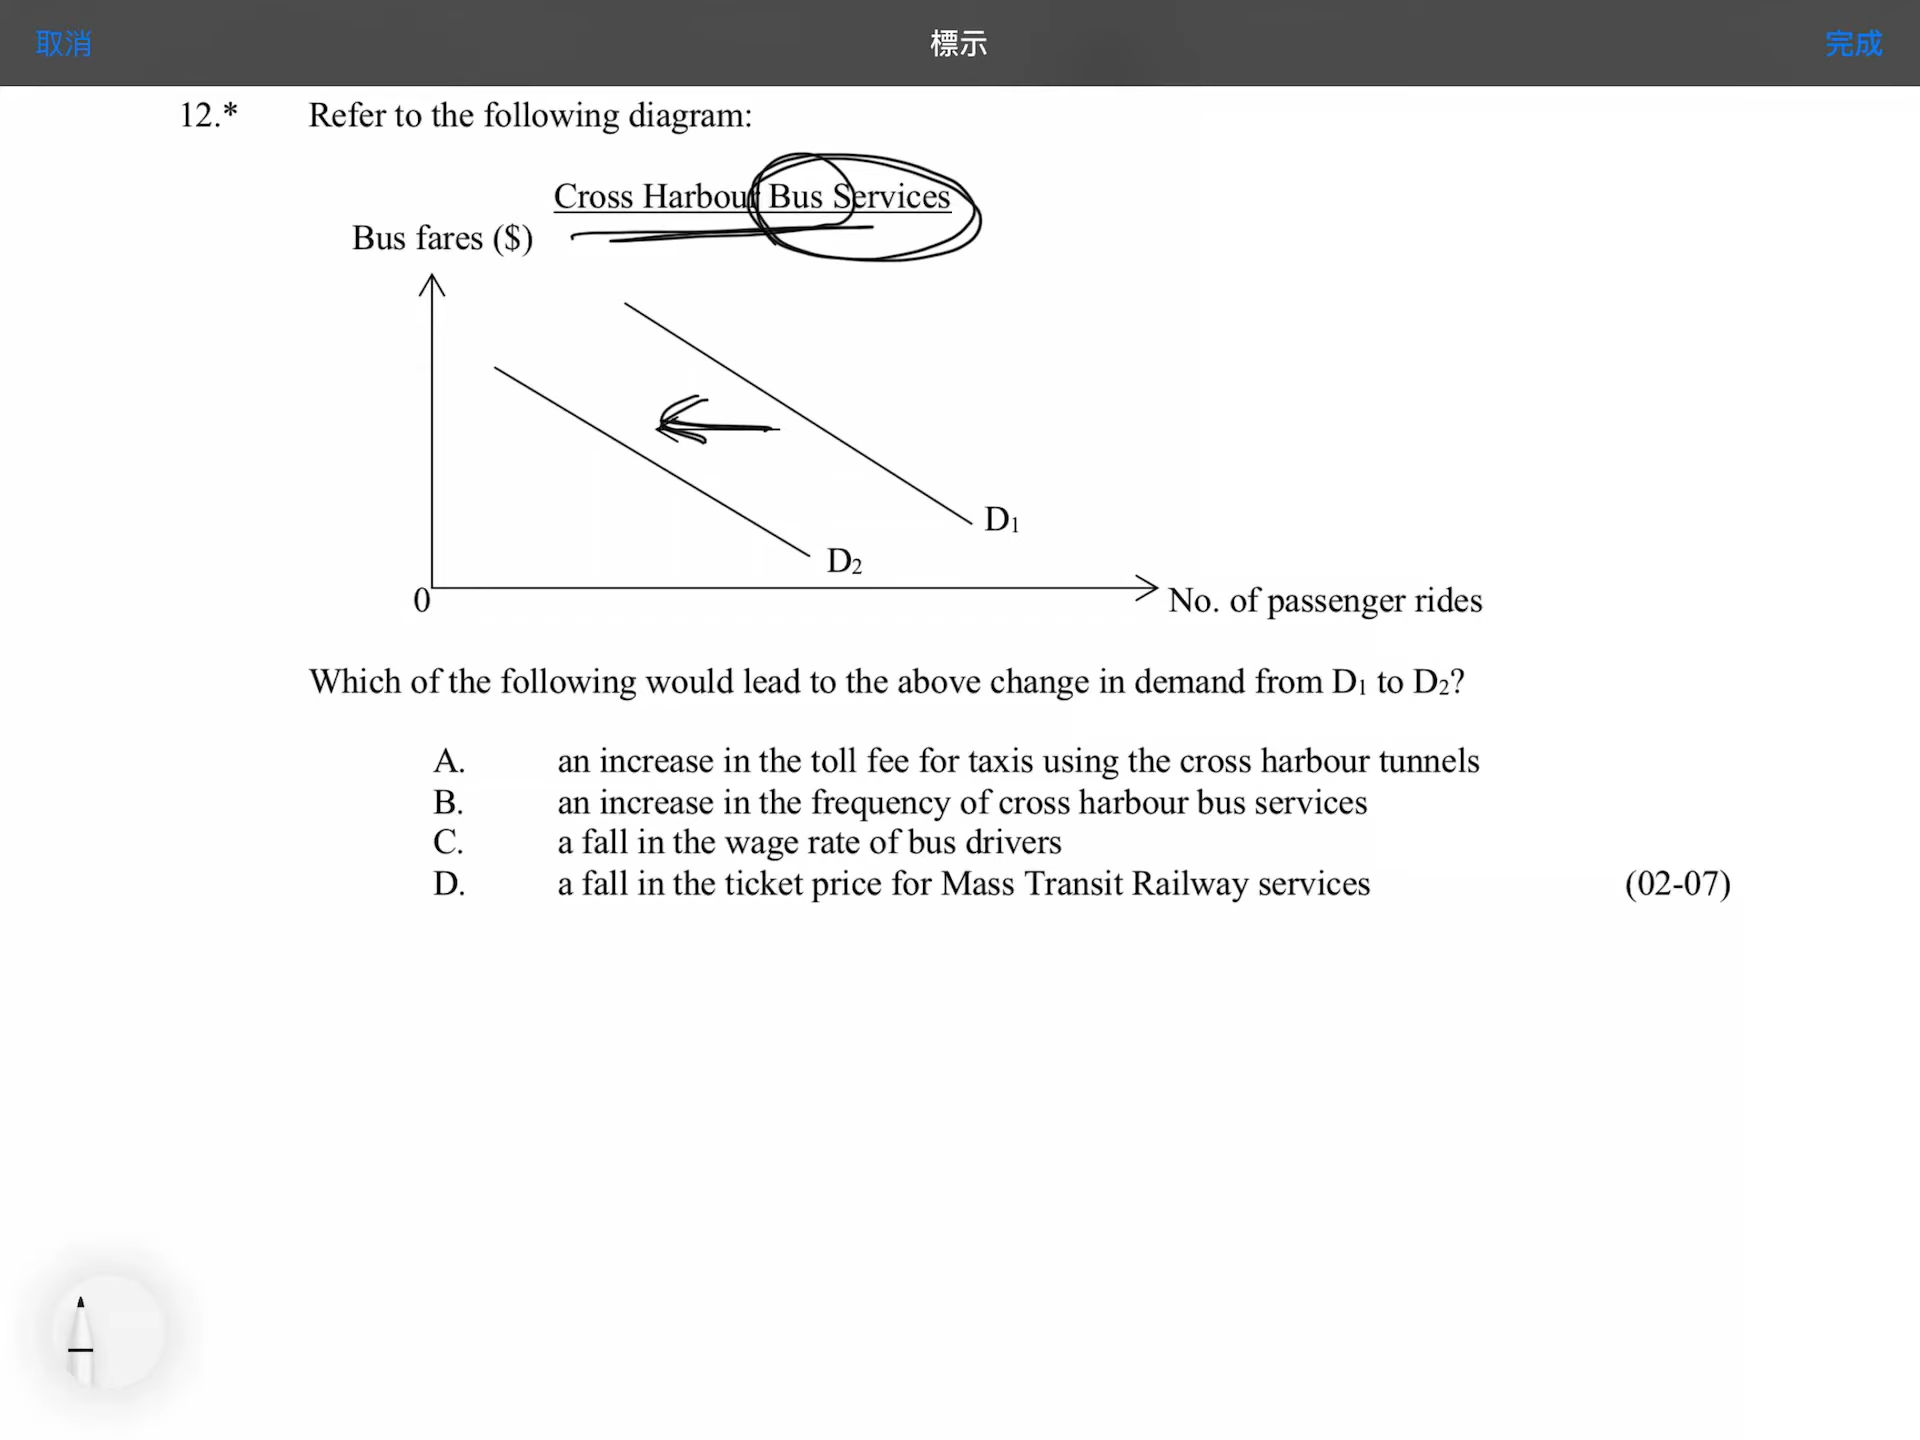 取消 標示 完成
12.* Refer to the following diagram:
Cross Harbour Bus Services
Bus fares ($)
D1
D2
0
No. of passenger rides
Which of the following would lead to the above change in demand from D1 to D2?
A. an increase in the toll fee for taxis using the cross harbour tunnels
B. an increase in the frequency of cross harbour bus services
C. a fall in the wage rate of bus drivers
D. a fall in the ticket price for Mass Transit Railway services (02-07)